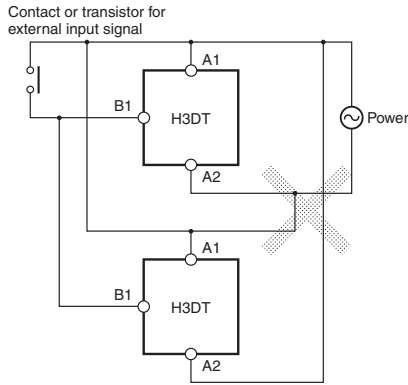 Contact or transistor for
external input signal
A1
B1
H3DT
Power
A2
A1
B1
H3DT
A2